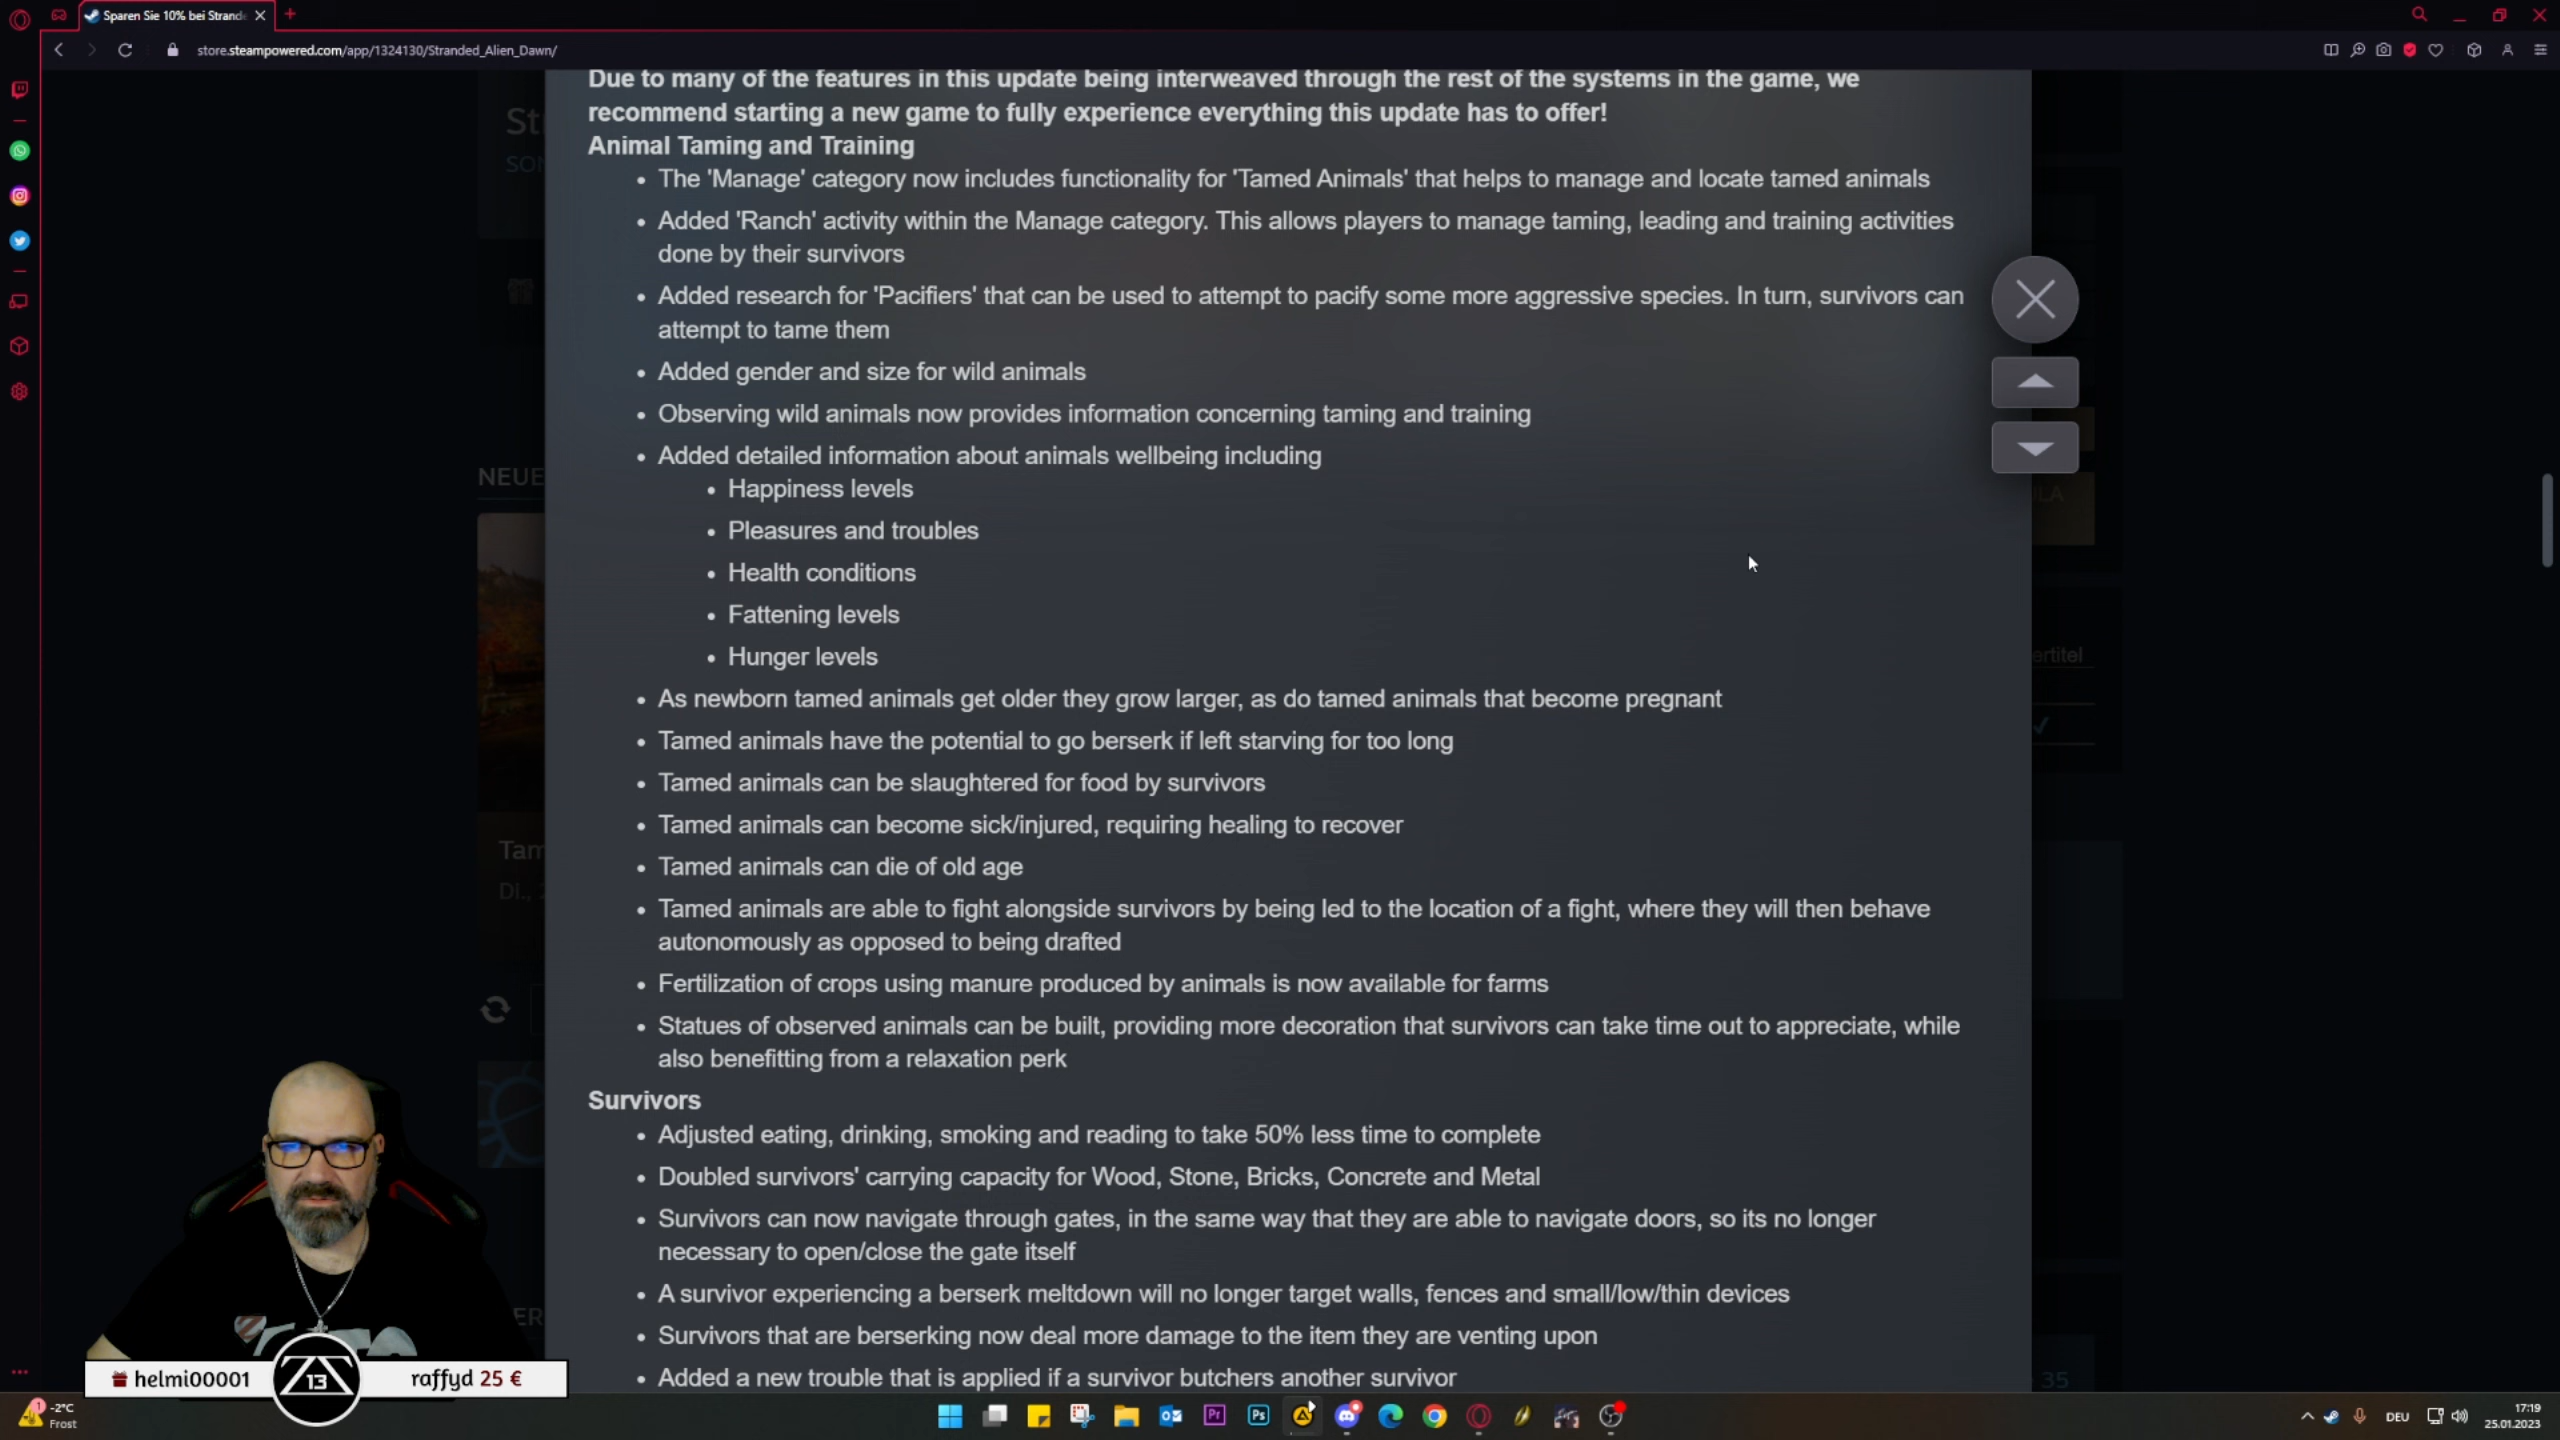 Sparen Sie 10% bei Strande
store.steampowered.com/app/1324130/Stranded_Alien_Dawn/
Due to many of the features in this update being interweaved through the rest of the systems in the game, we
recommend starting a new game to fully experience everything this update has to offer!
Animal Taming and Training
• The 'Manage' category now includes functionality for 'Tamed Animals' that helps to manage and locate tamed animals
• Added 'Ranch' activity within the Manage category. This allows players to manage taming, leading and training activities
done by their survivors
• Added research for 'Pacifiers' that can be used to attempt to pacify some more aggressive species. In turn, survivors can
attempt to tame them
• Added gender and size for wild animals
• Observing wild animals now provides information concerning taming and training
• Added detailed information about animals wellbeing including
• Happiness levels
• Pleasures and troubles
• Health conditions
• Fattening levels
• Hunger levels
• As newborn tamed animals get older they grow larger, as do tamed animals that become pregnant
• Tamed animals have the potential to go berserk if left starving for too long
• Tamed animals can be slaughtered for food by survivors
• Tamed animals can become sick/injured, requiring healing to recover
• Tamed animals can die of old age
• Tamed animals are able to fight alongside survivors by being led to the location of a fight, where they will then behave
autonomously as opposed to being drafted
• Fertilization of crops using manure produced by animals is now available for farms
• Statues of observed animals can be built, providing more decoration that survivors can take time out to appreciate, while
also benefitting from a relaxation perk
Survivors
• Adjusted eating, drinking, smoking and reading to take 50% less time to complete
• Doubled survivors' carrying capacity for Wood, Stone, Bricks, Concrete and Metal
• Survivors can now navigate through gates, in the same way that they are able to navigate doors, so its no longer
necessary to open/close the gate itself
• A survivor experiencing a berserk meltdown will no longer target walls, fences and small/low/thin devices
• Survivors that are berserking now deal more damage to the item they are venting upon
• Added a new trouble that is applied if a survivor butchers another survivor
St
SON
NEUE
Tam
Di.,
ER
ULA
ertitel
35
helmi00001
13
raffyd 25 €
1
-2°C
Frost
Pr
Ps
DEU
17:19
25.01.2023